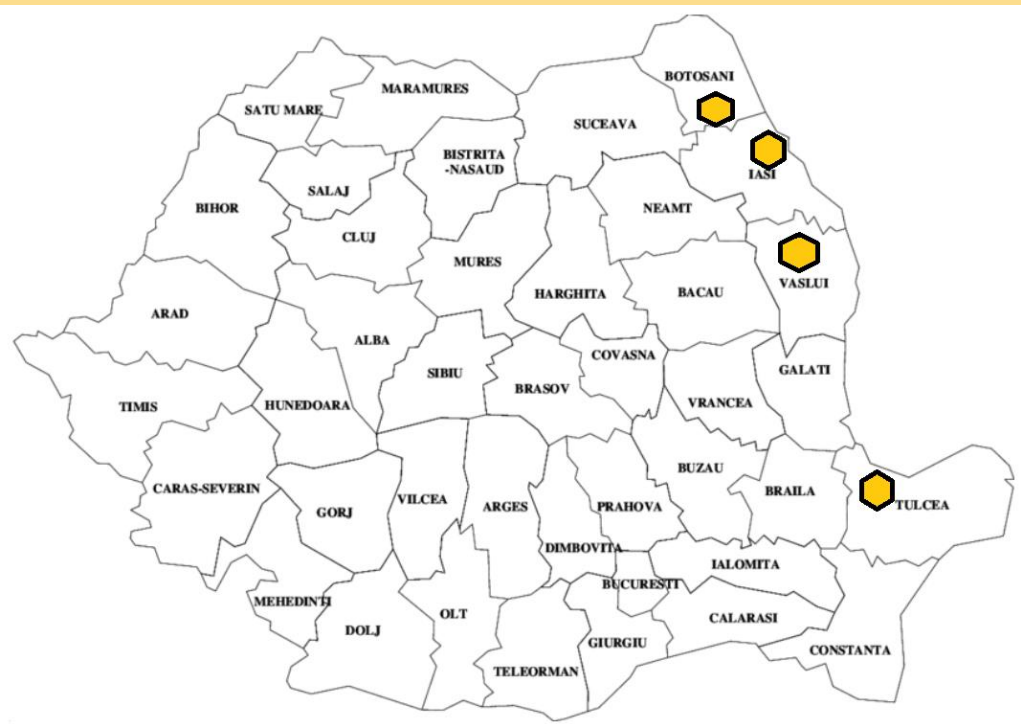 BOTOSANI
MARAMURES
SATU MARE
SUCEAVA
BISTRITA
-NASAUD
IASI
SALAJ
BIHOR
NEAMT
CLUJ
MURES
VASLUI
HARGHITA
BACAU
ARAD
ALBA
COVASNA
GALATI
SIBIU
BRASOV
TIMIS
HUNEDOARA
VRANCEA
BUZAU
CARAS-SEVERIN
BRAILA
VILCEA
TULCEA
ARGES
PRAHOVA
GORJ
DIMBOVITA
IALOMITA
BUCURESTI
MEHEDINTI
OLT
CALARASI
DOLJ
GIURGIU
CONSTANTA
TELEORMAN